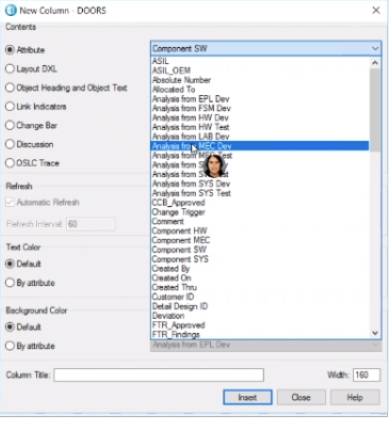 New Column - DOORS
Contents
Attribute
Component SW
Layout DXL
Object Heading and Object Text
Link Indicators
Change Bar
Discussion
OSLC Trace
Refresh
Automatic Refresh
Refresh Interval: 60
Text Color
Default
By attribute
Background Color
Default
By attribute
ASIL
ASIL_OEM
Absolute Number
Allocated To
Analysis from EPL Dev
Analysis from FSM Dev
Analysis from HW Dev
Analysis from HW Test
Analysis from LAB Dev
Analysis from MEC Dev
Analysis from
Analysis from
Analysis from
Analysis from SYS Dev
Analysis from SYS Test
CCB_Approved
Change Trigger
Comment
Component HW
Component MEC
Component SW
Component SYS
Created By
Created On
Created Thru
Customer ID
Detail Design ID
Deviation
FTR_Approved
FTR_Findings
Analysis from EPL Dev
Column Title:
Width: 160
Insert
Close
Help